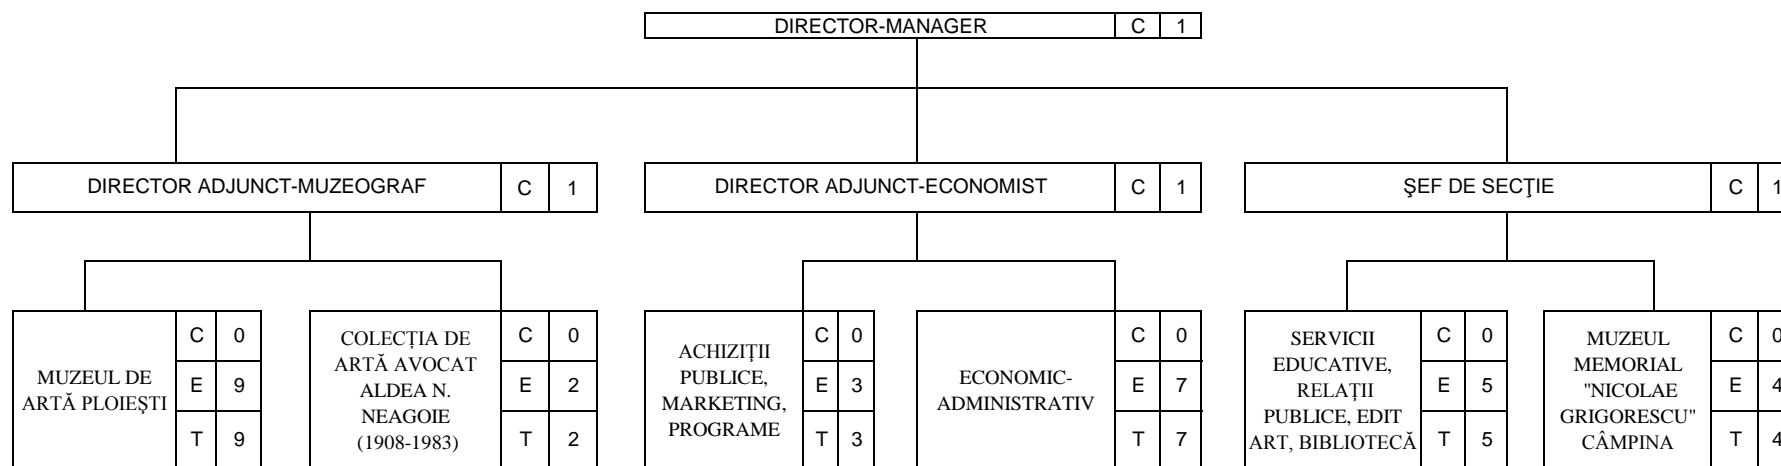 DIRECTOR-MANAGER C 1
DIRECTOR ADJUNCT-MUZEOGRAF C 1
DIRECTOR ADJUNCT-ECONOMIST C 1
ŞEF DE SECŢIE C 1
MUZEUL DE
ARTĂ PLOIEŞTI
C 0
E 9
T 9
COLECȚIA DE
ARTĂ AVOCAT
ALDEA N.
NEAGOIE
(1908-1983)
C 0
E 2
T 2
ACHIZIŢII
PUBLICE,
MARKETING,
PROGRAME
C 0
E 3
T 3
ECONOMIC-
ADMINISTRATIV
C 0
E 7
T 7
SERVICII
EDUCATIVE,
RELAŢII
PUBLICE, EDIT
ART, BIBLIOTECĂ
C 0
E 5
T 5
MUZEUL
MEMORIAL
"NICOLAE
GRIGORESCU"
CÂMPINA
C 0
E 4
T 4